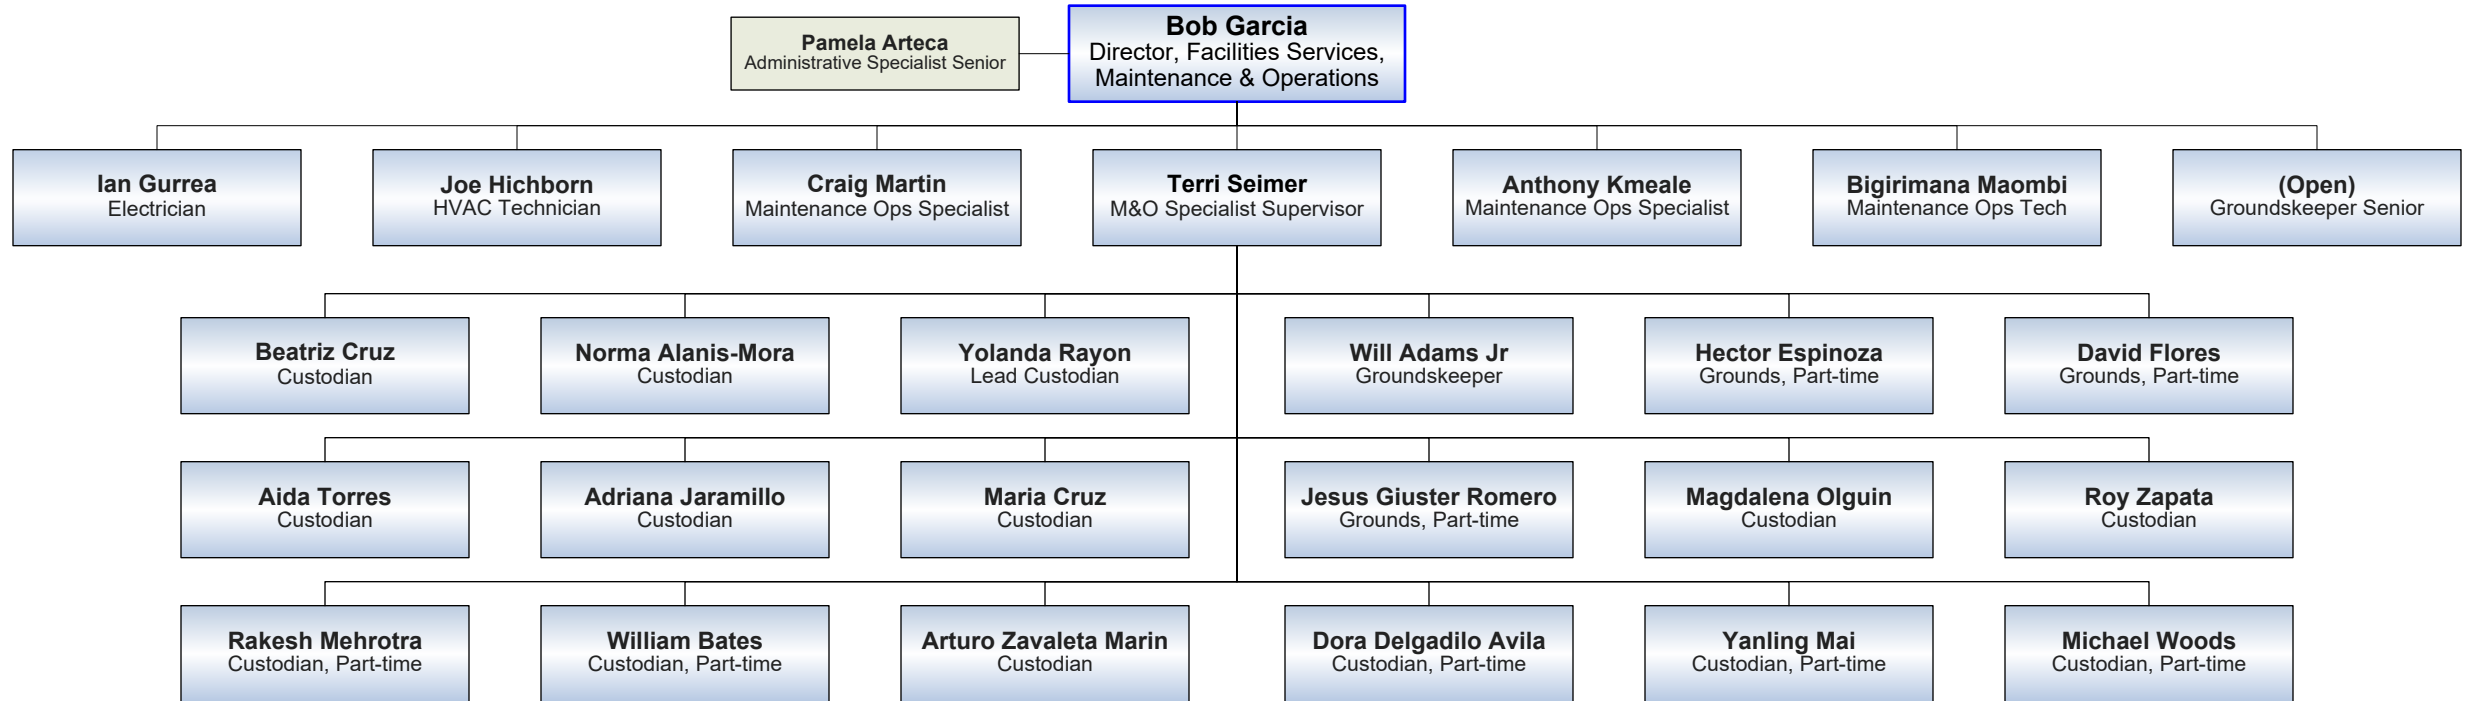 Pamela Arteca
Administrative Specialist Senior
Bob Garcia
Director, Facilities Services,
Maintenance & Operations
Ian Gurrea
Electrician
Joe Hichborn
HVAC Technician
Craig Martin
Maintenance Ops Specialist
Terri Seimer
M&O Specialist Supervisor
Anthony Kmeale
Maintenance Ops Specialist
Bigirimana Maombi
Maintenance Ops Tech
(Open)
Groundskeeper Senior
Beatriz Cruz
Custodian
Norma Alanis-Mora
Custodian
Yolanda Rayon
Lead Custodian
Will Adams Jr
Groundskeeper
Hector Espinoza
Grounds, Part-time
David Flores
Grounds, Part-time
Aida Torres
Custodian
Adriana Jaramillo
Custodian
Maria Cruz
Custodian
Jesus Giuster Romero
Grounds, Part-time
Magdalena Olguin
Custodian
Roy Zapata
Custodian
Rakesh Mehrotra
Custodian, Part-time
William Bates
Custodian, Part-time
Arturo Zavaleta Marin
Custodian
Dora Delgadilo Avila
Custodian, Part-time
Yanling Mai
Custodian, Part-time
Michael Woods
Custodian, Part-time